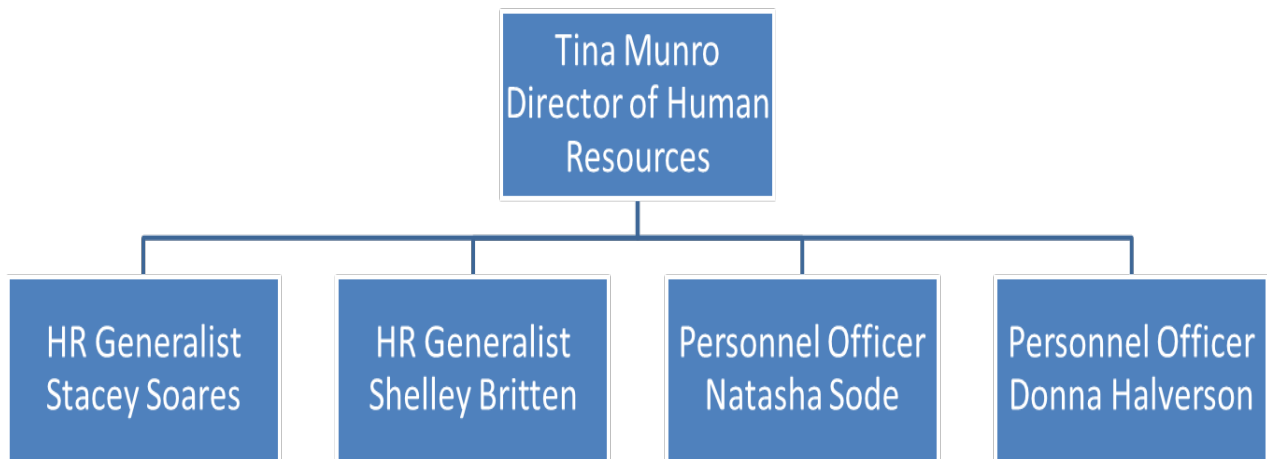 Tina Munro
Director of Human
Resources
HR Generalist
Stacey Soares
HR Generalist
Shelley Britten
Personnel Officer
Natasha Sode
Personnel Officer
Donna Halverson